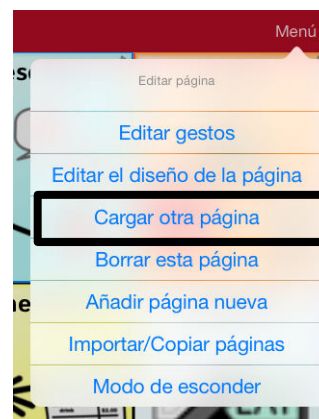 Menú
Editar página
Editar gestos
Editar el diseño de la página
Cargar otra página
Borrar esta página
Añadir página nueva
Importar/Copiar páginas
Modo de esconder